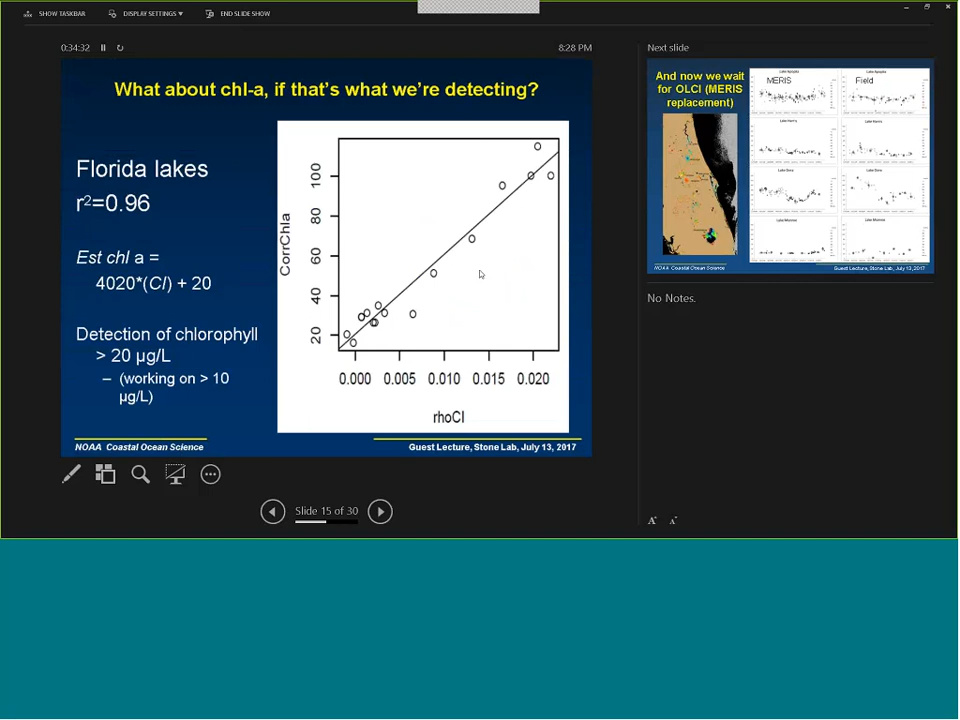 SHOW TASKBAR DISPLAY SETTINGS END SLIDE SHOW
0:34:32 8:28 PM
What about chl-a, if that's what we're detecting?
Florida lakes
r²=0.96
Est chl a =
4020*(CI) + 20
Detection of chlorophyll
> 20 µg/L
– (working on > 10
µg/L)
CorrChla
100
80
60
40
20
0.000 0.005 0.010 0.015 0.020
rhoCI
NOAA Coastal Ocean Science Guest Lecture, Stone Lab, July 13, 2017
Slide 15 of 30
Next slide
And now we wait
for OLCI (MERIS
replacement)
MERIS Field
NOAA Coastal Ocean Science Guest Lecture, Stone Lab, July 13, 2017
No Notes.
A A